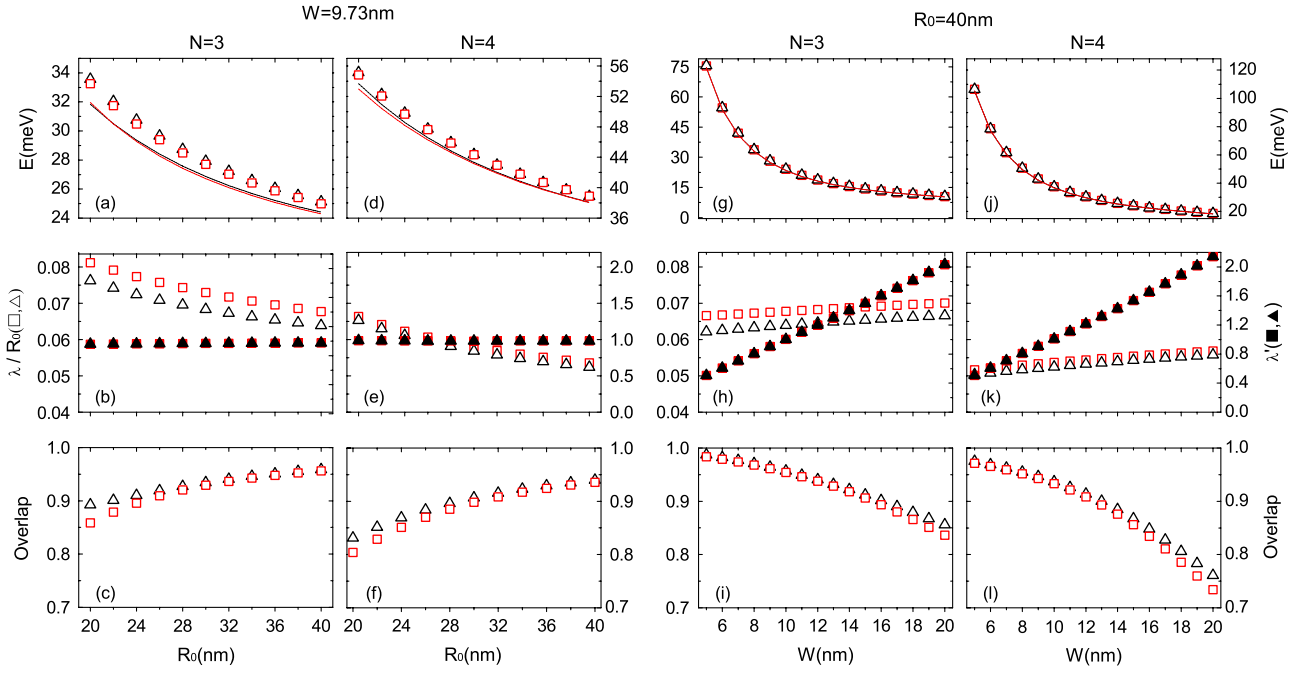 W=9.73nm
R₀=40nm
N=3
N=4
N=3
N=4
34
32
30
28
26
24
E(meV)
(a)
56
52
48
44
40
36
(d)
75
60
45
30
15
0
(g)
120
100
80
60
40
20
E(meV)
(j)
0.08
0.07
0.06
0.05
0.04
λ / R₀(□,△)
(b)
2.0
1.5
1.0
0.5
0.0
(e)
0.08
0.07
0.06
0.05
0.04
(h)
2.0
1.6
1.2
0.8
0.4
0.0
λ'(■,▲)
(k)
1.0
0.9
0.8
0.7
Overlap
(c)
1.0
0.9
0.8
0.7
(f)
1.0
0.9
0.8
0.7
(i)
1.0
0.9
0.8
0.7
Overlap
(l)
20 24 28 32 36 40
20 24 28 32 36 40
6 8 10 12 14 16 18 20
6 8 10 12 14 16 18 20
R₀(nm)
R₀(nm)
W(nm)
W(nm)